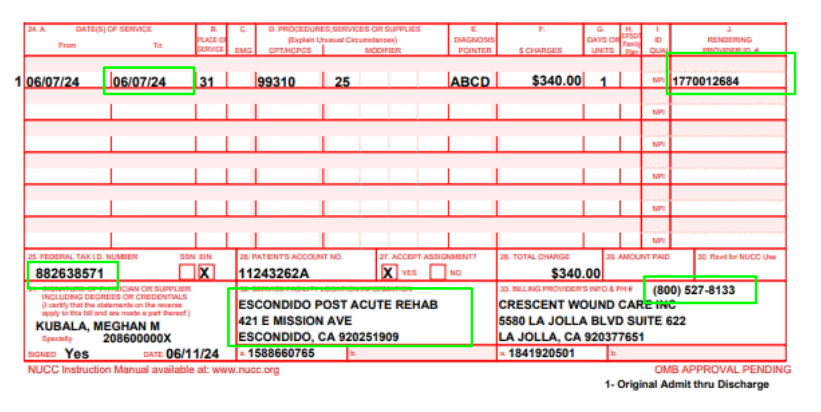 24. A. DATE(S) OF SERVICE B. C. D. PROCEDURES, SERVICES OR SUPPLIES E. F. G. H. I. J.
From To PLACE OF SERVICE EMG (Explain Unusual Circumstances) CPT/HCPCS MODIFIER DIAGNOSIS POINTER $ CHARGES DAYS OR UNITS EPSDT Family Plan ID QUAL RENDERING PROVIDER ID. #
1 06/07/24 06/07/24 31 99310 25 ABCD $340.00 1 NPI 1770012684
NPI
NPI
NPI
NPI
NPI
25. FEDERAL TAX I.D. NUMBER SSN EIN 26. PATIENT'S ACCOUNT NO. 27. ACCEPT ASSIGNMENT? 28. TOTAL CHARGE 29. AMOUNT PAID 30. Rsvd for NUCC Use
882638571 X 11243262A X YES NO $340.00
31. SIGNATURE OF PHYSICIAN OR SUPPLIER
INCLUDING DEGREES OR CREDENTIALS
(I certify that the statements on the reverse
apply to this bill and are made a part thereof.)
KUBALA, MEGHAN M
Specialty 208600000X
SIGNED Yes DATE 06/11/24
32. SERVICE FACILITY LOCATION INFORMATION
ESCONDIDO POST ACUTE REHAB
421 E MISSION AVE
ESCONDIDO, CA 920251909
a. 1588660765 b.
33. BILLING PROVIDER'S INFO & PH # (800) 527-8133
CRESCENT WOUND CARE INC
5580 LA JOLLA BLVD SUITE 622
LA JOLLA, CA 920377651
a. 1841920501 b.
NUCC Instruction Manual available at: www.nucc.org OMB APPROVAL PENDING
1- Original Admit thru Discharge